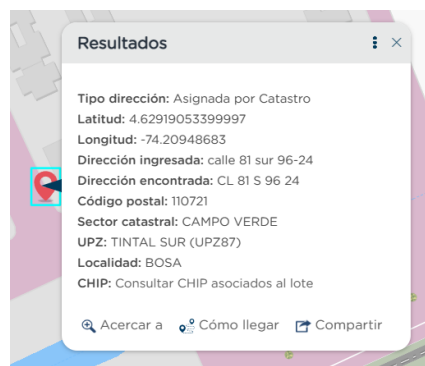 Resultados
Tipo dirección: Asignada por Catastro
Latitud: 4.62919053399997
Longitud: -74.20948683
Dirección ingresada: calle 81 sur 96-24
Dirección encontrada: CL 81 S 96 24
Código postal: 110721
Sector catastral: CAMPO VERDE
UPZ: TINTAL SUR (UPZ87)
Localidad: BOSA
CHIP: Consultar CHIP asociados al lote
Acercar a Cómo llegar Compartir